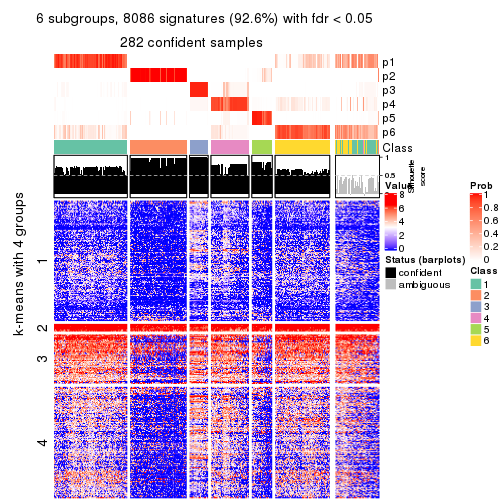 6 subgroups, 8086 signatures (92.6%) with fdr < 0.05
282 confident samples
p1
p2
p3
p4
p5
p6
Class
1
0.5
0
Silhouette
score
k-means with 4 groups
1
2
3
4
Value
8
6
4
2
0
Status (barplots)
confident
ambiguous
Prob
1
0.8
0.6
0.4
0.2
0
Class
1
2
3
4
5
6